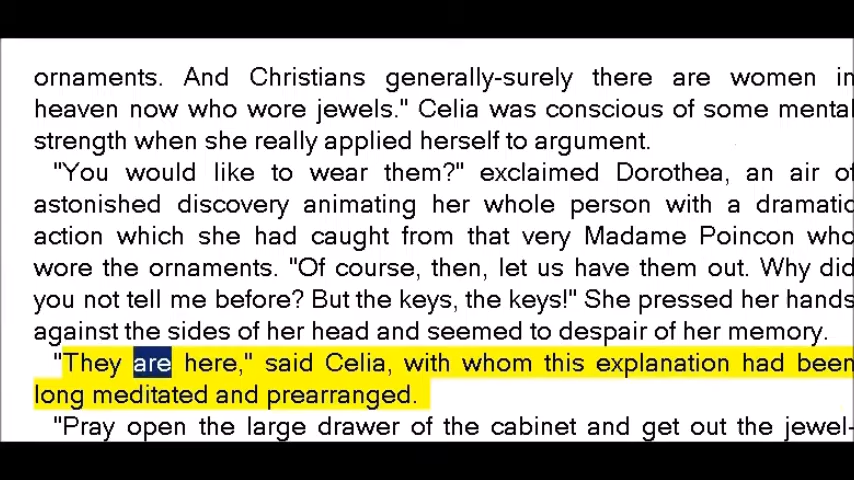 ornaments. And Christians generally-surely there are women in
heaven now who wore jewels." Celia was conscious of some mental
strength when she really applied herself to argument.
"You would like to wear them?" exclaimed Dorothea, an air of
astonished discovery animating her whole person with a dramatic
action which she had caught from that very Madame Poincon who
wore the ornaments. "Of course, then, let us have them out. Why did
you not tell me before? But the keys, the keys!" She pressed her hands
against the sides of her head and seemed to despair of her memory.
"They are here," said Celia, with whom this explanation had been
long meditated and prearranged.
"Pray open the large drawer of the cabinet and get out the jewel-